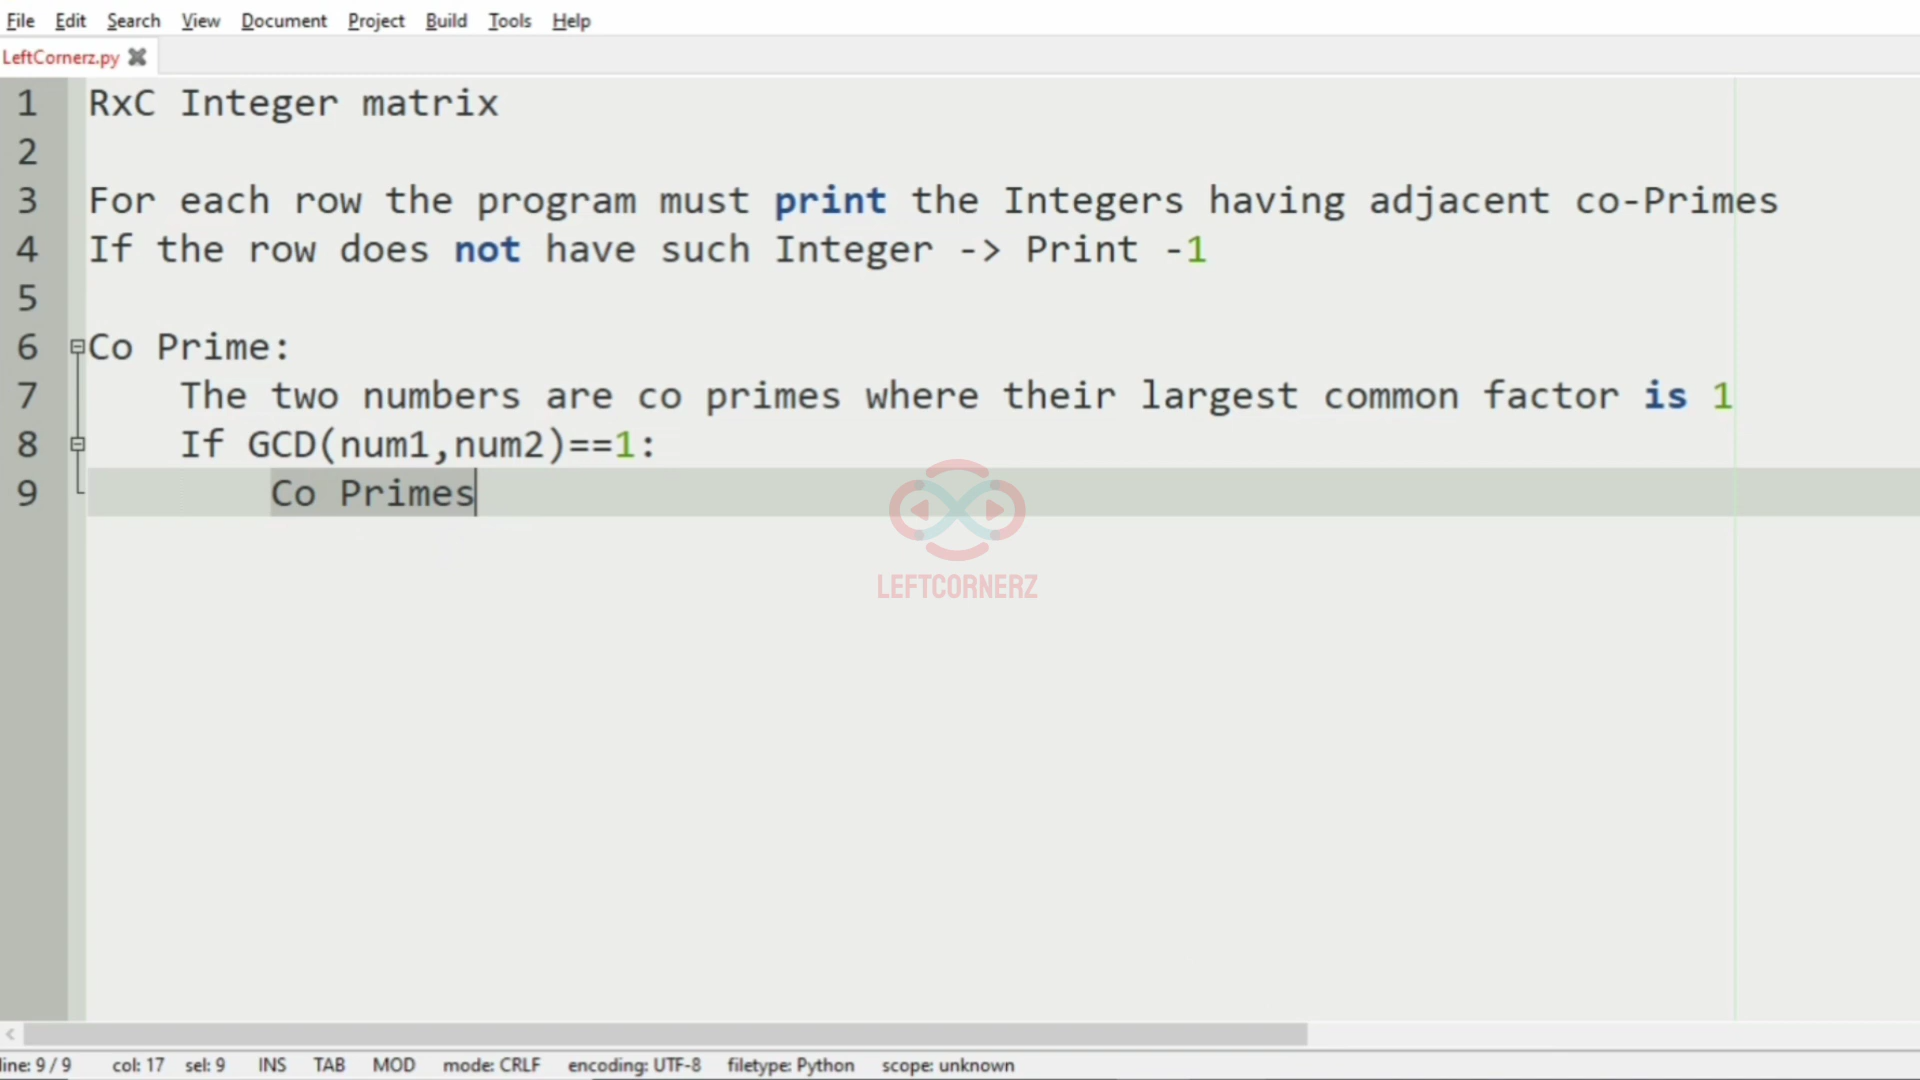 File Edit Search View Document Project Build Tools Help
LeftCornerz.py
1 RxC Integer matrix
2
3 For each row the program must print the Integers having adjacent co-Primes
4 If the row does not have such Integer -> Print -1
5
6 Co Prime:
7 The two numbers are co primes where their largest common factor is 1
8 If GCD(num1,num2)==1:
9 Co Primes
LEFTCORNERZ
line: 9 / 9 col: 17 sel: 9 INS TAB MOD mode: CRLF encoding: UTF-8 filetype: Python scope: unknown